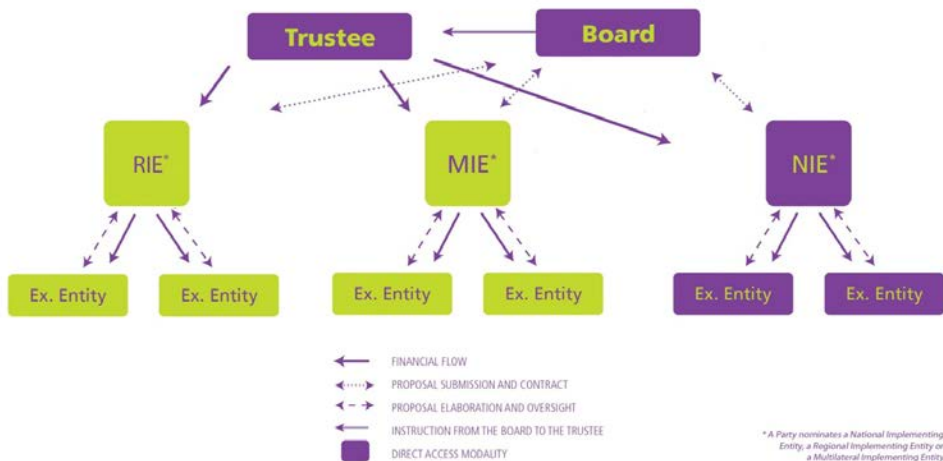 Trustee
Board
RIE*
MIE*
NIE*
Ex. Entity
Ex. Entity
Ex. Entity
Ex. Entity
Ex. Entity
Ex. Entity
FINANCIAL FLOW
PROPOSAL SUBMISSION AND CONTRACT
PROPOSAL ELABORATION AND OVERSIGHT
INSTRUCTION FROM THE BOARD TO THE TRUSTEE
DIRECT ACCESS MODALITY
* A Party nominates a National Implementing
Entity, a Regional Implementing Entity or
a Multilateral Implementing Entity